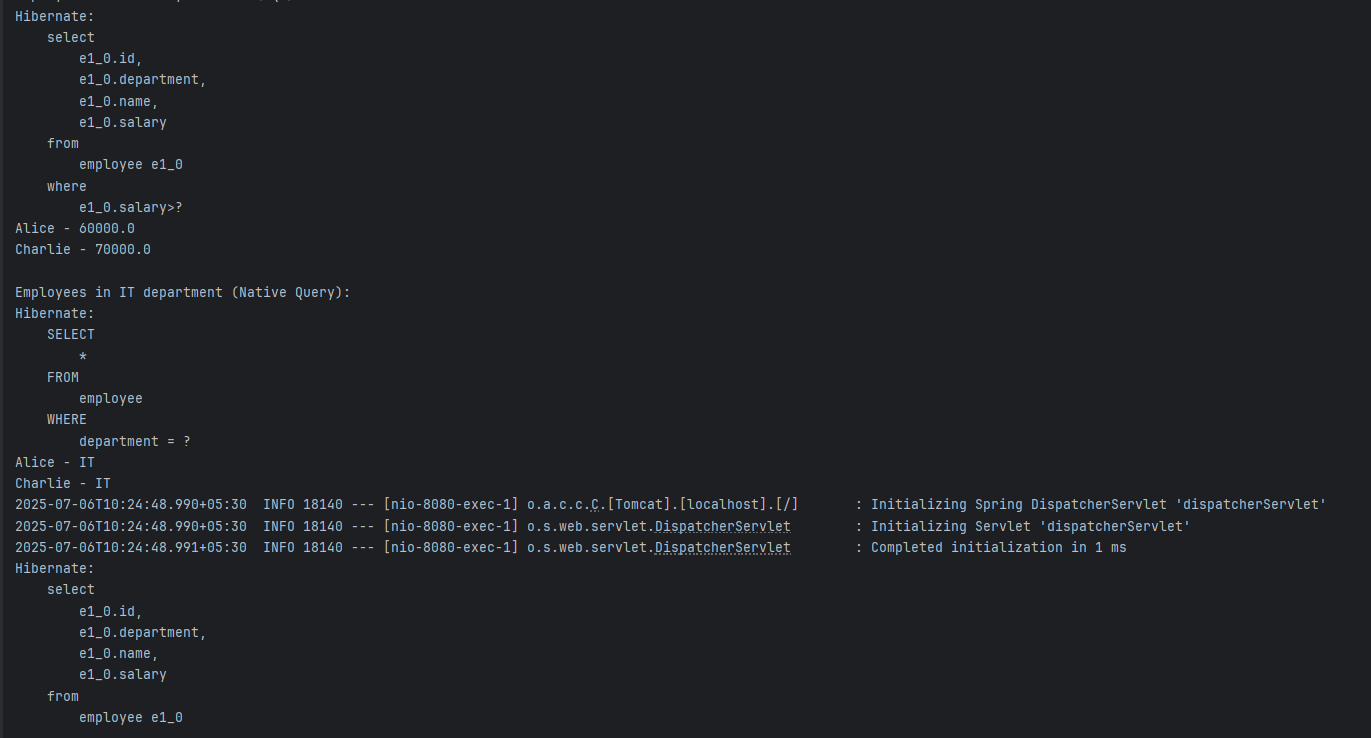 Hibernate:
    select
        e1_0.id,
        e1_0.department,
        e1_0.name,
        e1_0.salary
    from
        employee e1_0
    where
        e1_0.salary>?
Alice - 60000.0
Charlie - 70000.0

Employees in IT department (Native Query):
Hibernate:
    SELECT
        *
    FROM
        employee
    WHERE
        department = ?
Alice - IT
Charlie - IT
2025-07-06T10:24:48.990+05:30  INFO 18140 --- [nio-8080-exec-1] o.a.c.c.C.[Tomcat].[localhost].[/]       : Initializing Spring DispatcherServlet 'dispatcherServlet'
2025-07-06T10:24:48.990+05:30  INFO 18140 --- [nio-8080-exec-1] o.s.web.servlet.DispatcherServlet        : Initializing Servlet 'dispatcherServlet'
2025-07-06T10:24:48.991+05:30  INFO 18140 --- [nio-8080-exec-1] o.s.web.servlet.DispatcherServlet        : Completed initialization in 1 ms
Hibernate:
    select
        e1_0.id,
        e1_0.department,
        e1_0.name,
        e1_0.salary
    from
        employee e1_0